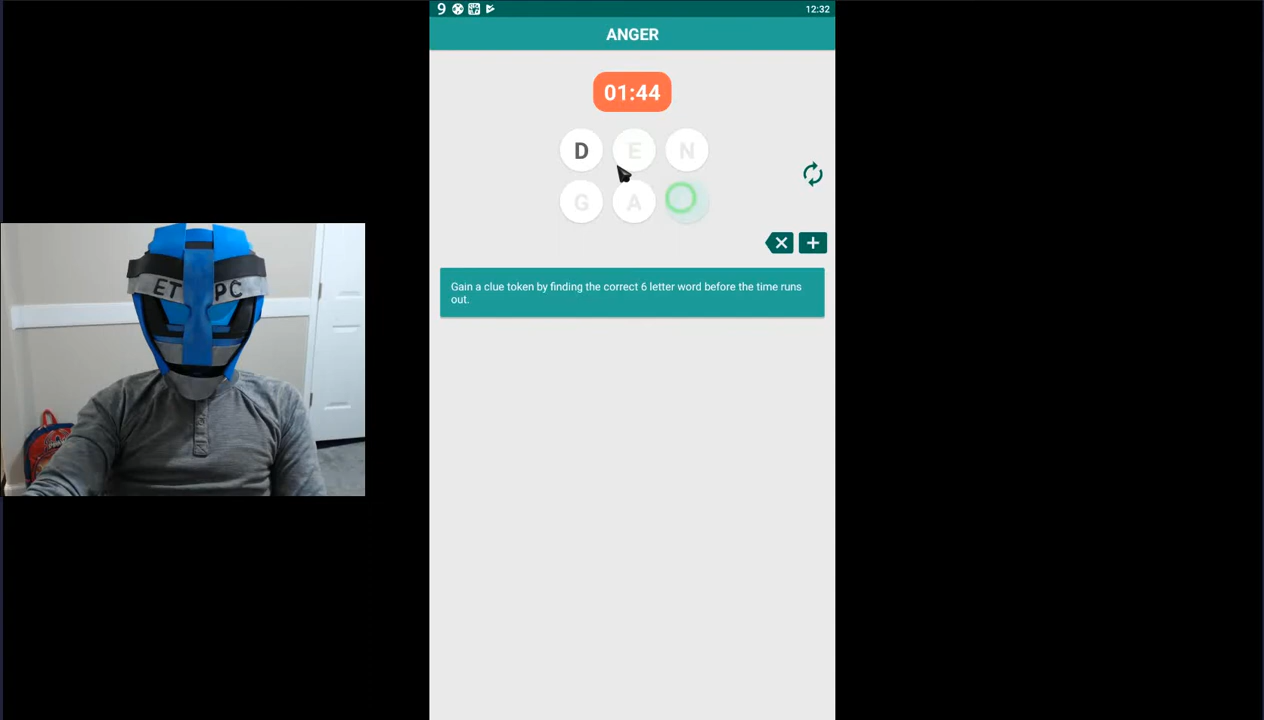 9
12:32
ANGER
01:44
D E N
G A
Gain a clue token by finding the correct 6 letter word before the time runs
out.
ET PC